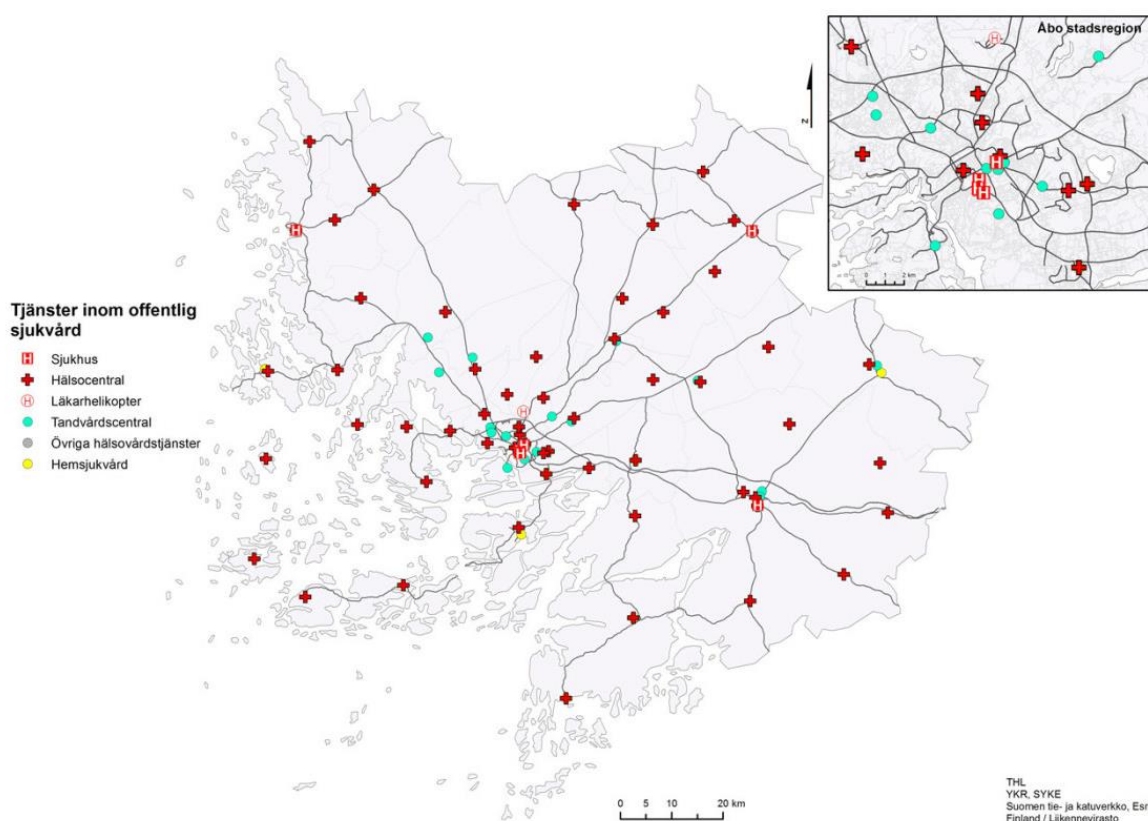 Åbo stadsregion
N
0 1 2 km
Tjänster inom offentlig
sjukvård
H Sjukhus
Hälsocentral
H Läkarhelikopter
Tandvårdscentral
Övriga hälsovårdstjänster
Hemsjukvård
0 5 10 20 km
THL
YKR, SYKE
Suomen tie- ja katuverkko, Esri
Finland / Liikennevirasto